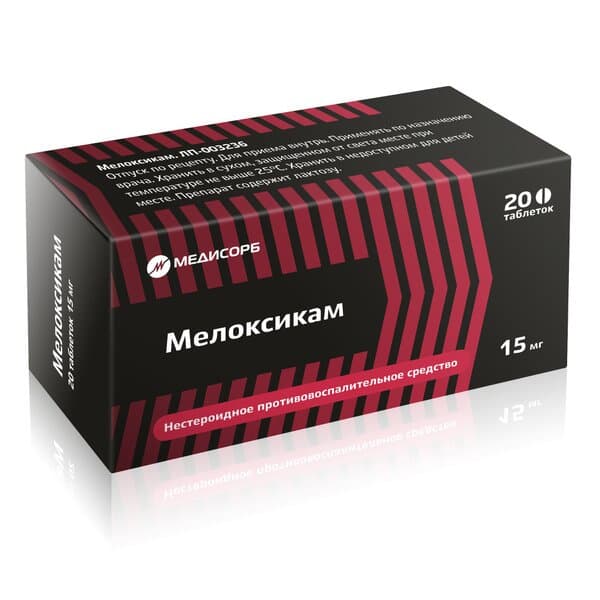 Мелоксикам. ЛП-003236
Отпуск по рецепту. Для приема внутрь. Применять по назначению
врача. Хранить в сухом, защищенном от света месте при
температуре не выше 25°С. Хранить в недоступном для детей
месте. Препарат содержит лактозу.
Мелоксикам
20 таблеток 15 мг
МЕДИСОРБ
20
таблеток
Мелоксикам
15 мг
Нестероидное противовоспалительное средство